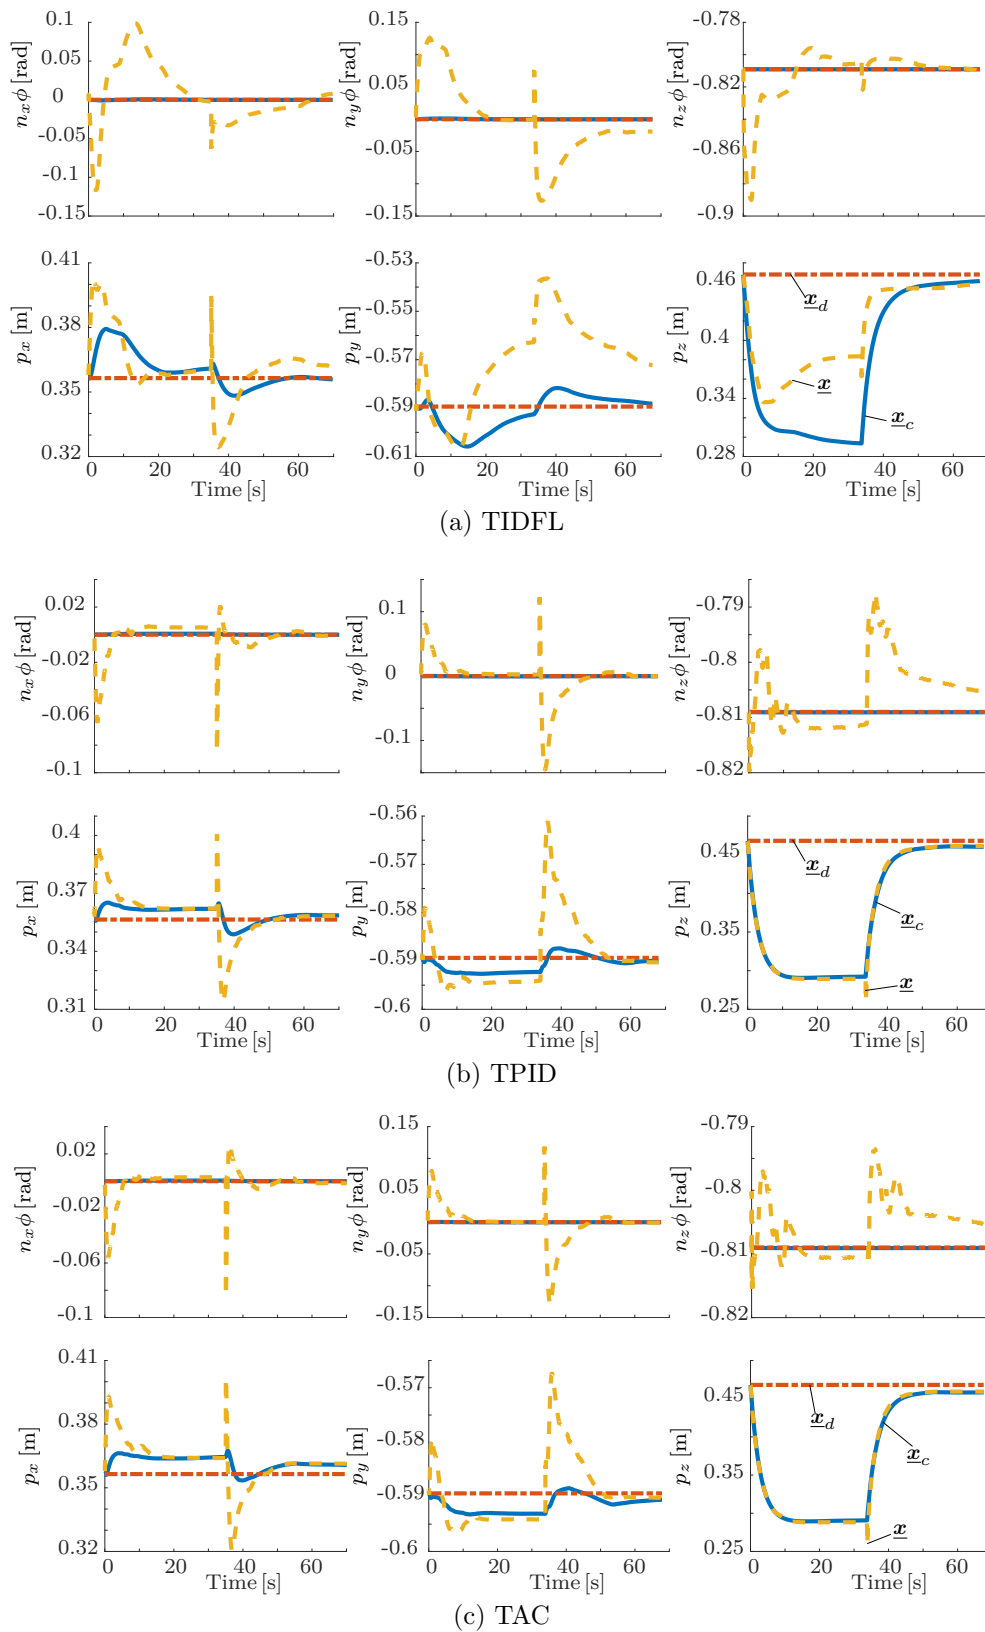 0.1
0.05
0
-0.05
-0.1
-0.15
n_xϕ [rad]
0.15
0.05
-0.05
-0.15
n_yϕ [rad]
-0.78
-0.82
-0.86
-0.9
n_zϕ [rad]
0.41
0.38
0.35
0.32
p_x [m]
0 20 40 60
Time [s]
-0.53
-0.55
-0.57
-0.59
-0.61
p_y [m]
0 20 40 60
Time [s]
0.46
0.4
0.34
0.28
p_z [m]
x_d
x
x_c
0 20 40 60
Time [s]
(a) TIDFL
0.02
-0.02
-0.06
-0.1
n_xϕ [rad]
0.1
0
-0.1
n_yϕ [rad]
-0.79
-0.8
-0.81
-0.82
n_zϕ [rad]
0.4
0.37
0.34
0.31
p_x [m]
0 20 40 60
Time [s]
-0.56
-0.57
-0.58
-0.59
-0.6
p_y [m]
0 20 40 60
Time [s]
0.45
0.35
0.25
p_z [m]
x_d
x_c
x
0 20 40 60
Time [s]
(b) TPID
0.02
-0.02
-0.06
-0.1
n_xϕ [rad]
0.15
0.05
-0.05
-0.15
n_yϕ [rad]
-0.79
-0.8
-0.81
-0.82
n_zϕ [rad]
0.41
0.38
0.35
0.32
p_x [m]
0 20 40 60
Time [s]
-0.57
-0.58
-0.59
-0.6
p_y [m]
0 20 40 60
Time [s]
0.45
0.35
0.25
p_z [m]
x_d
x_c
x
0 20 40 60
Time [s]
(c) TAC